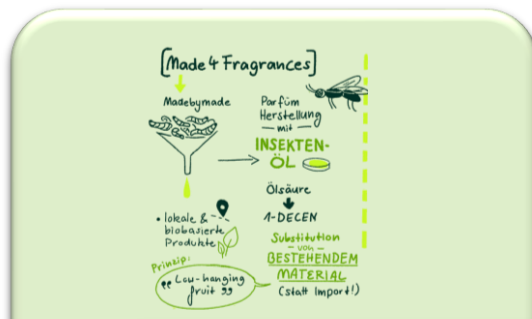 [Made 4 Fragrances]
Madebymade
Parfüm
Herstellung
— mit —
INSEKTEN-
ÖL
Ölsäure
1-DECEN
• lokale &
biobasierte
Produkte
Substitution
— von —
BESTEHENDEM
MATERIAL
(statt Import!)
Prinzip:
"Low-hanging
fruit"